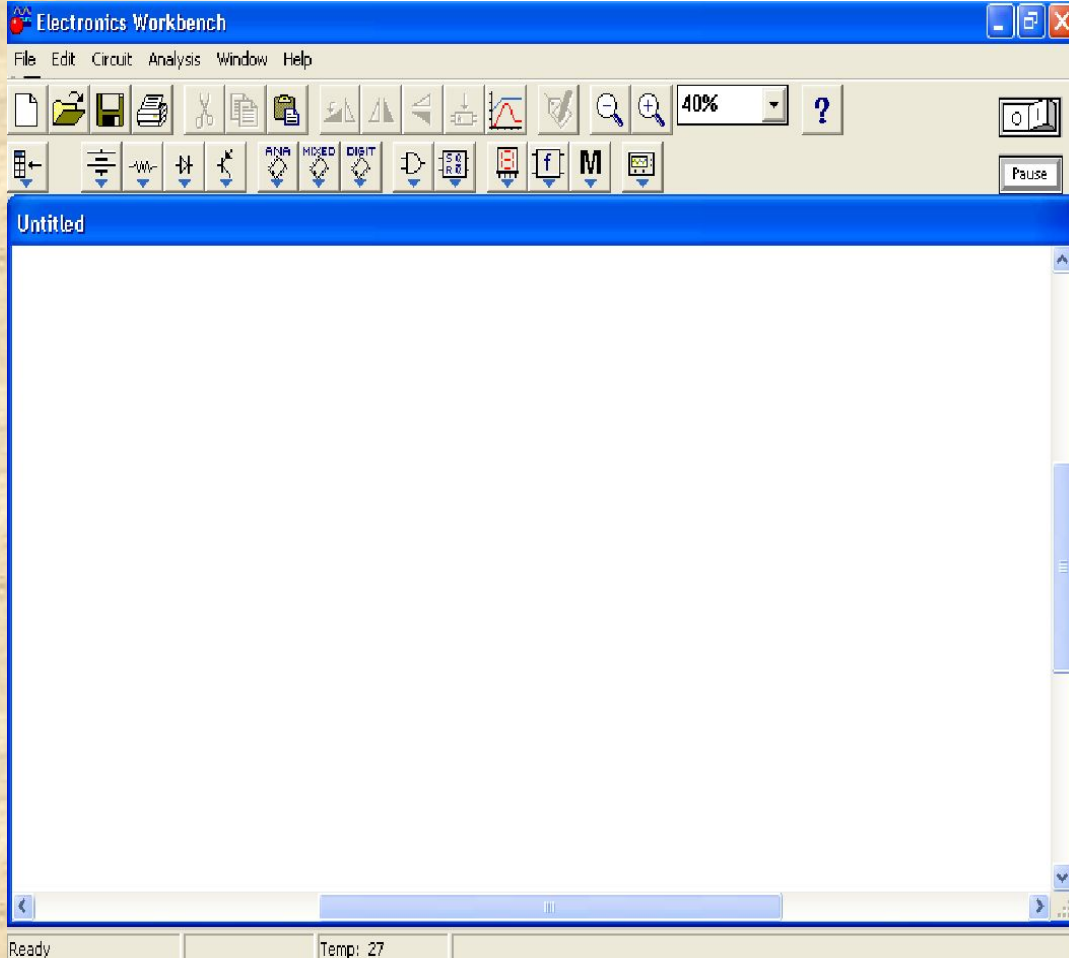 Electronics Workbench
File Edit Circuit Analysis Window Help
40% ?
ANA MIXED DIGIT
S Q
R Q
f M
Pause
Untitled
Ready Temp: 27